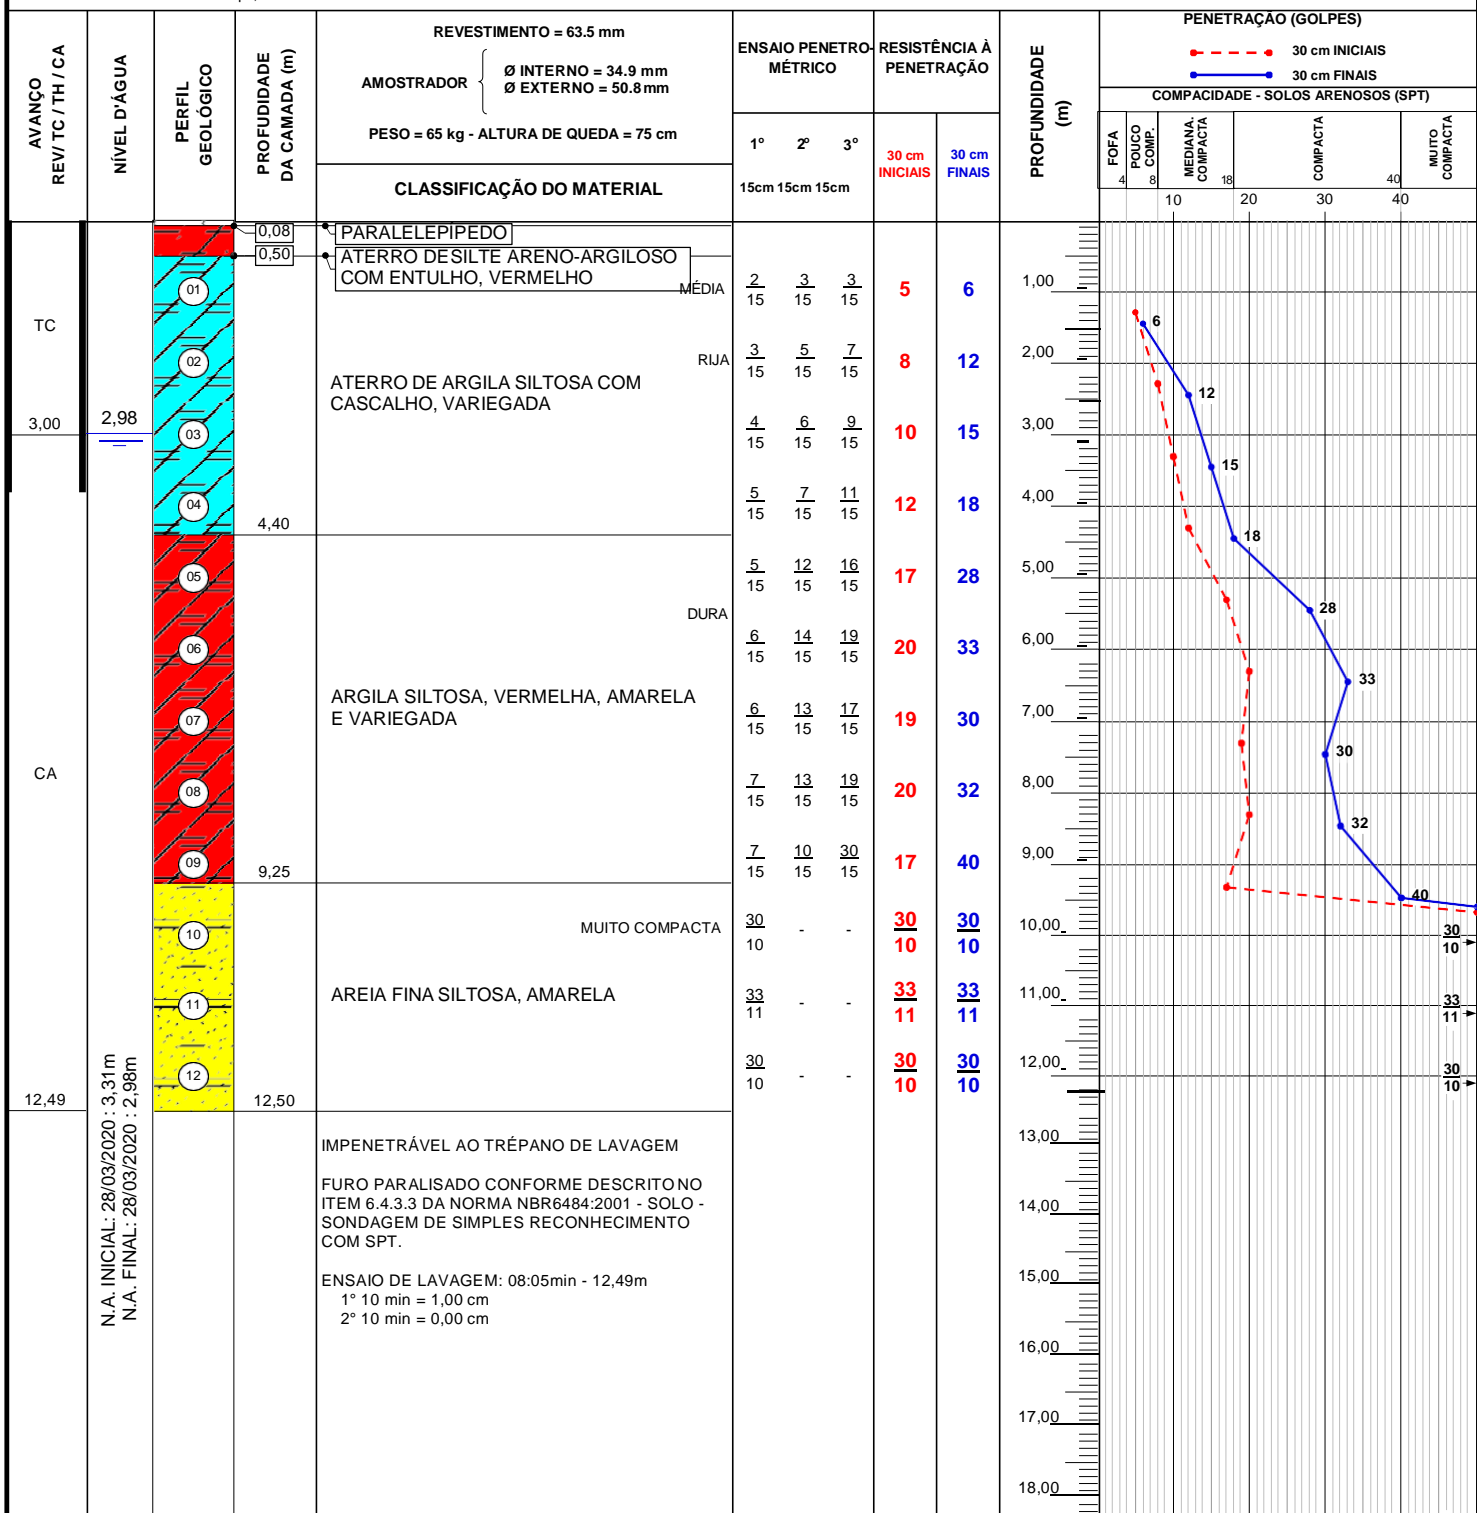 AVANÇO
REV/ TC / TH / CA
NÍVEL D'ÁGUA
PERFIL
GEOLÓGICO
PROFUDIDADE
DA CAMADA (m)
REVESTIMENTO = 63.5 mm
AMOSTRADOR
Ø INTERNO = 34.9 mm
Ø EXTERNO = 50.8 mm
PESO = 65 kg - ALTURA DE QUEDA = 75 cm
CLASSIFICAÇÃO DO MATERIAL
ENSAIO PENETRO-
MÉTRICO
1° 2° 3°
15cm 15cm 15cm
RESISTÊNCIA À
PENETRAÇÃO
30 cm
INICIAIS
30 cm
FINAIS
PROFUNDIDADE
(m)
PENETRAÇÃO (GOLPES)
30 cm INICIAIS
30 cm FINAIS
COMPACIDADE - SOLOS ARENOSOS (SPT)
FOFA
4
POUCO
COMP.
8
MEDIANA.
COMPACTA
18
COMPACTA
40
MUITO
COMPACTA
10 20 30 40
0,08 PARALELEPÍPEDO
0,50 ATERRO DE SILTE ARENO-ARGILOSO
COM ENTULHO, VERMELHO
01 MÉDIA 2/15 3/15 3/15 5 6 1,00
6
TC
02 RIJA 3/15 5/15 7/15 8 12 2,00
12
ATERRO DE ARGILA SILTOSA COM
CASCALHO, VARIEGADA
3,00 2,98
03 4/15 6/15 9/15 10 15 3,00
15
04 5/15 7/15 11/15 12 18 4,00
18
4,40
05 5/15 12/15 16/15 17 28 5,00
28
DURA
06 6/15 14/15 19/15 20 33 6,00
33
ARGILA SILTOSA, VERMELHA, AMARELA
E VARIEGADA
07 6/15 13/15 17/15 19 30 7,00
30
CA
08 7/15 13/15 19/15 20 32 8,00
32
09 7/15 10/15 30/15 17 40 9,00
40
9,25
10 MUITO COMPACTA 30/10 - - 30/10 30/10 10,00 30/10
AREIA FINA SILTOSA, AMARELA
11 33/11 - - 33/11 33/11 11,00 33/11
12 30/10 - - 30/10 30/10 12,00 30/10
12,49 12,50
N.A. INICIAL: 28/03/2020 : 3,31m
N.A. FINAL: 28/03/2020 : 2,98m
IMPENETRÁVEL AO TRÉPANO DE LAVAGEM
FURO PARALISADO CONFORME DESCRITO NO
ITEM 6.4.3.3 DA NORMA NBR6484:2001 - SOLO -
SONDAGEM DE SIMPLES RECONHECIMENTO
COM SPT.
ENSAIO DE LAVAGEM: 08:05min - 12,49m
1° 10 min = 1,00 cm
2° 10 min = 0,00 cm
13,00
14,00
15,00
16,00
17,00
18,00